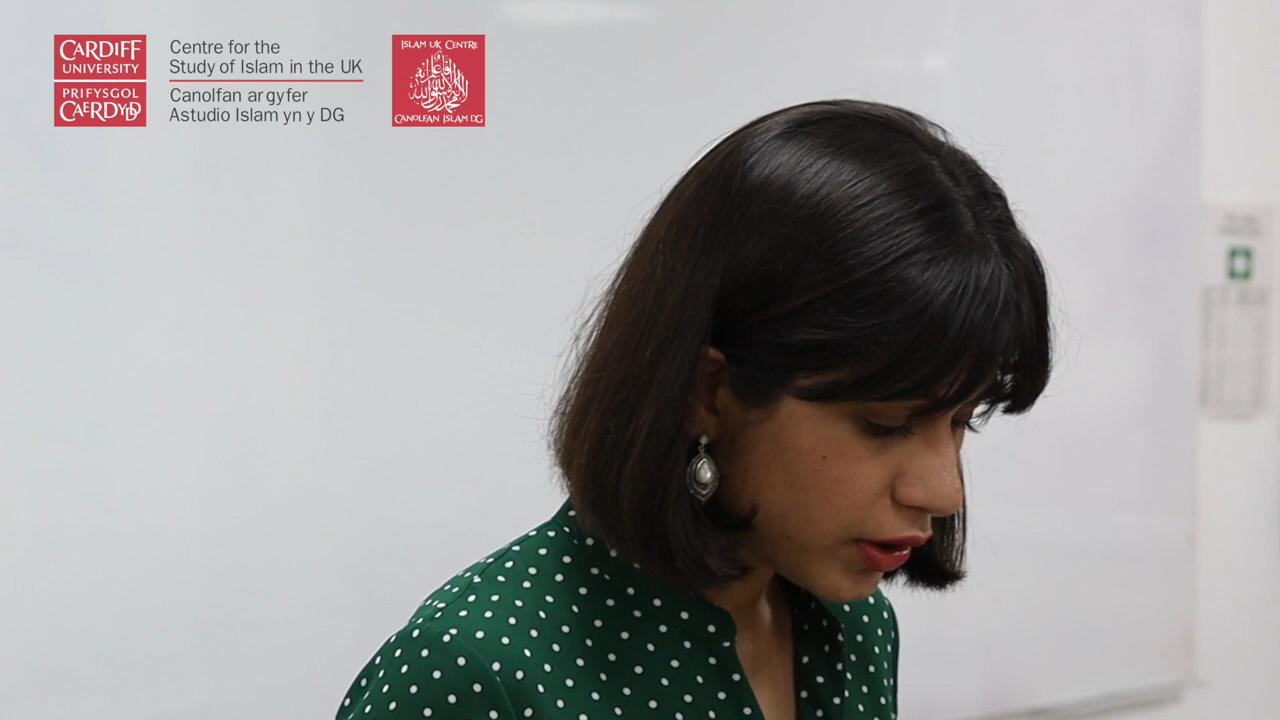 CARDIFF
UNIVERSITY
PRIFYSGOL
CAERDYDD
Centre for the
Study of Islam in the UK
Canolfan ar gyfer
Astudio Islam yn y DG
ISLAM UK CENTRE
CANOLFAN ISLAM DG